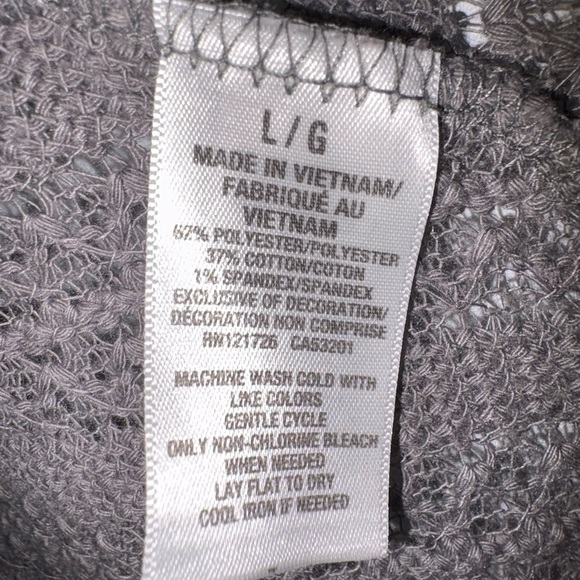 L/G
MADE IN VIETNAM/
FABRIQUÉ AU
VIETNAM
62% POLYESTER/POLYESTER
37% COTTON/COTON
1% SPANDEX/SPANDEX
EXCLUSIVE OF DECORATION/
DÉCORATION NON COMPRISE
RN121726 CA53201
MACHINE WASH COLD WITH
LIKE COLORS
GENTLE CYCLE
ONLY NON-CHLORINE BLEACH
WHEN NEEDED
LAY FLAT TO DRY
COOL IRON IF NEEDED